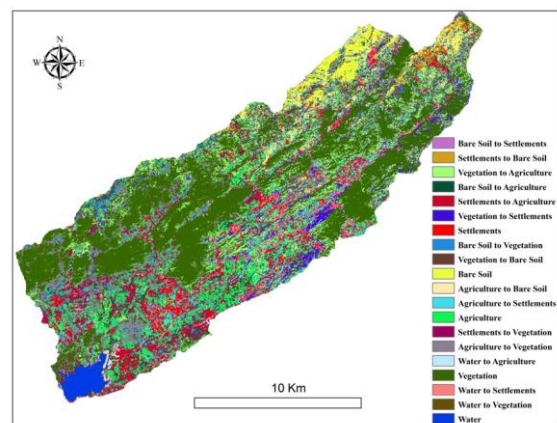 N
W E
S
Bare Soil to Settlements
Settlements to Bare Soil
Vegetation to Agriculture
Bare Soil to Agriculture
Settlements to Agriculture
Vegetation to Settlements
Settlements
Bare Soil to Vegetation
Vegetation to Bare Soil
Bare Soil
Agriculture to Bare Soil
Agriculture to Settlements
Agriculture
Settlements to Vegetation
Agriculture to Vegetation
Water to Agriculture
Vegetation
Water to Settlements
Water to Vegetation
Water
10 Km